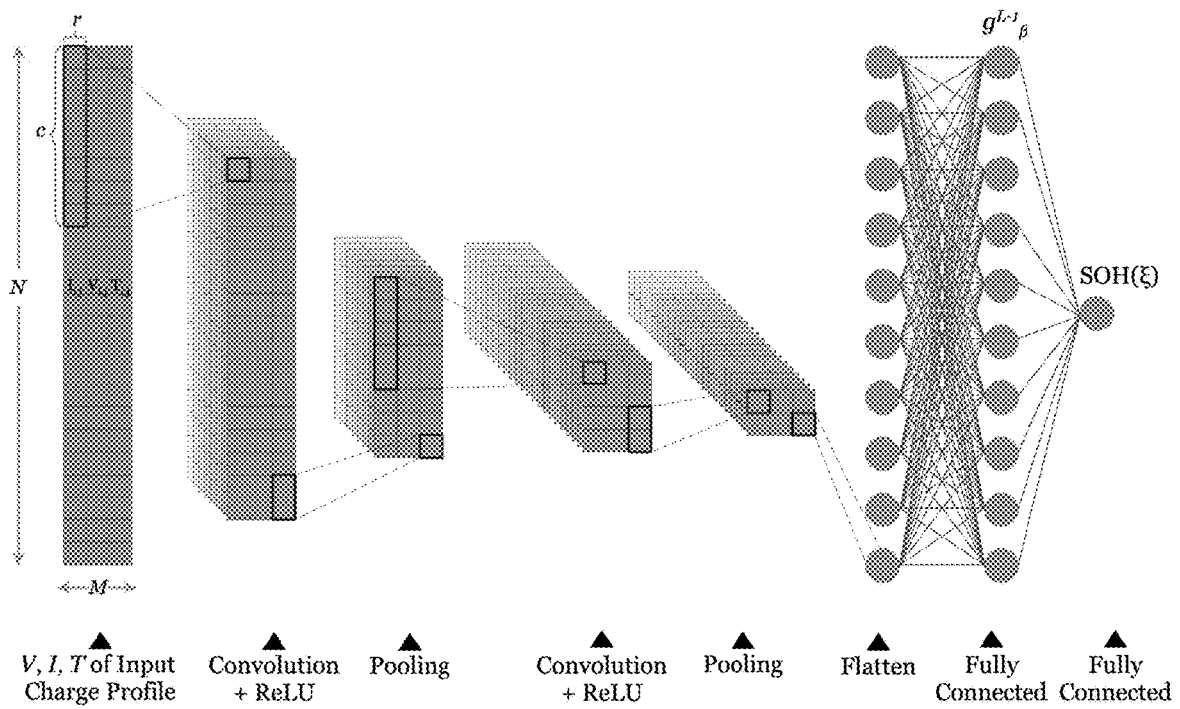 r
g^{L-1}_β
c
N
SOH(ξ)
M
V, I, T of Input
Charge Profile
Convolution
+ ReLU
Pooling
Convolution
+ ReLU
Pooling
Flatten
Fully
Connected
Fully
Connected